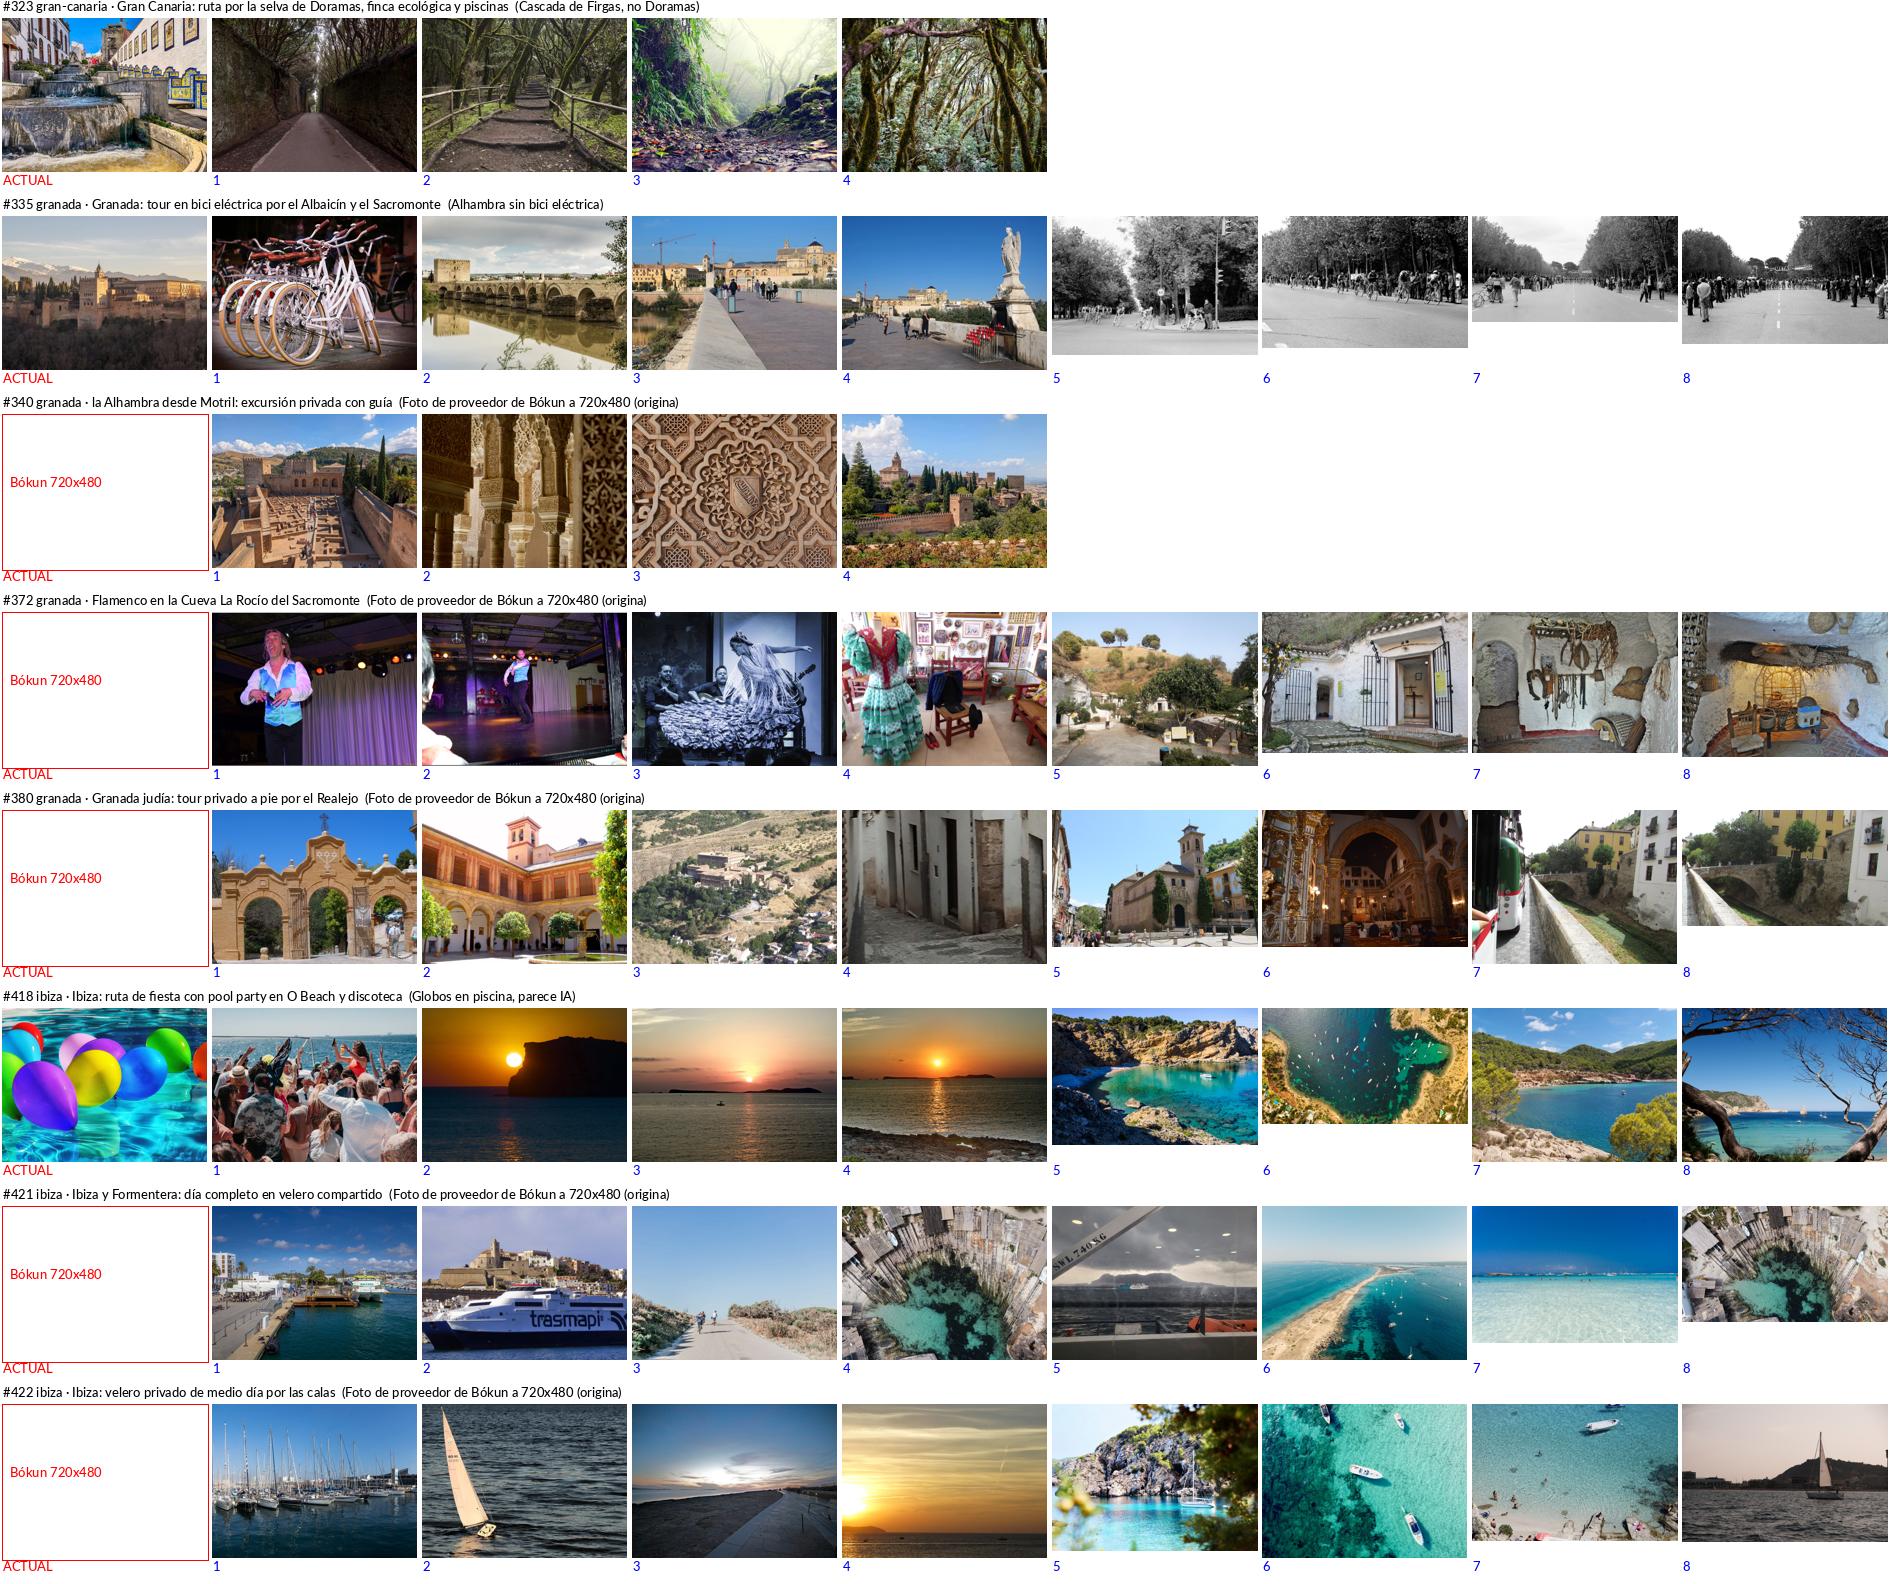 #323 gran-canaria · Gran Canaria: ruta por la selva de Doramas, finca ecológica y piscinas (Cascada de Firgas, no Doramas)
ACTUAL 1 2 3 4
#335 granada · Granada: tour en bici eléctrica por el Albaicín y el Sacromonte (Alhambra sin bici eléctrica)
ACTUAL 1 2 3 4 5 6 7 8
#340 granada · la Alhambra desde Motril: excursión privada con guía (Foto de proveedor de Bókun a 720x480 (origina)
Bókun 720x480
ACTUAL 1 2 3 4
#372 granada · Flamenco en la Cueva La Rocío del Sacromonte (Foto de proveedor de Bókun a 720x480 (origina)
Bókun 720x480
ACTUAL 1 2 3 4 5 6 7 8
#380 granada · Granada judía: tour privado a pie por el Realejo (Foto de proveedor de Bókun a 720x480 (origina)
Bókun 720x480
ACTUAL 1 2 3 4 5 6 7 8
#418 ibiza · Ibiza: ruta de fiesta con pool party en O Beach y discoteca (Globos en piscina, parece IA)
ACTUAL 1 2 3 4 5 6 7 8
#421 ibiza · Ibiza y Formentera: día completo en velero compartido (Foto de proveedor de Bókun a 720x480 (origina)
Bókun 720x480
trasmapi
SWL 740 KG
ACTUAL 1 2 3 4 5 6 7 8
#422 ibiza · Ibiza: velero privado de medio día por las calas (Foto de proveedor de Bókun a 720x480 (origina)
Bókun 720x480
ACTUAL 1 2 3 4 5 6 7 8